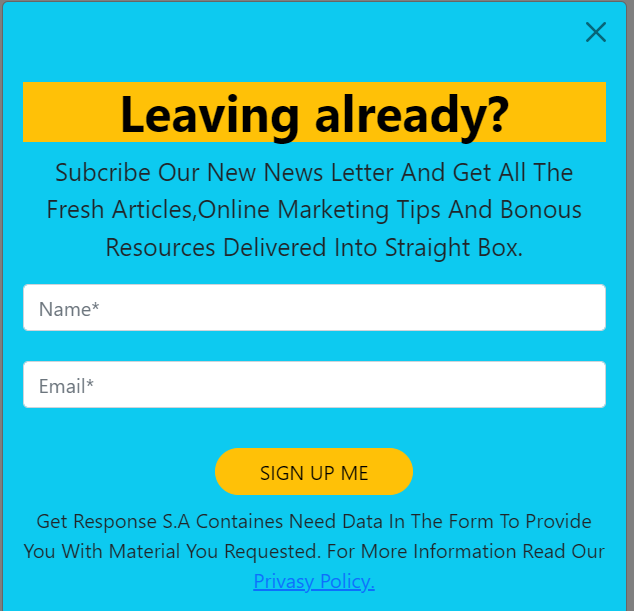 Leaving already?
Subcribe Our New News Letter And Get All The
Fresh Articles,Online Marketing Tips And Bonous
Resources Delivered Into Straight Box.
Name*
Email*
SIGN UP ME
Get Response S.A Containes Need Data In The Form To Provide
You With Material You Requested. For More Information Read Our
Privasy Policy.